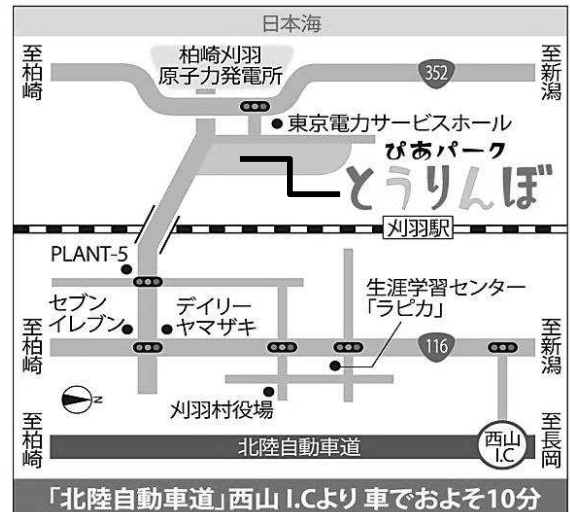 日本海
至柏崎
柏崎刈羽
原子力発電所
352
至新潟
東京電力サービスホール
ぴあパーク
とうりんぼ
刈羽駅
PLANT-5
セブン
イレブン
デイリー
ヤマザキ
生涯学習センター
「ラピカ」
至柏崎
116
至新潟
N
刈羽村役場
至柏崎
北陸自動車道
西山
I.C
至長岡
「北陸自動車道」西山 I.Cより 車でおよそ10分